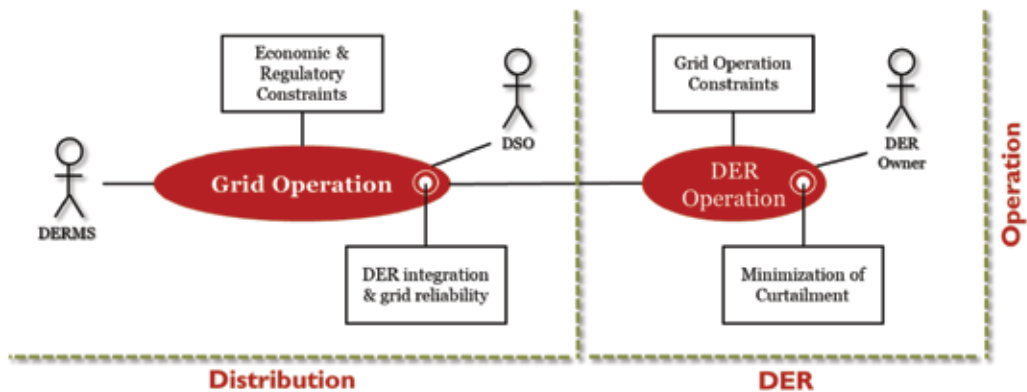 Economic &
Regulatory
Constraints
DSO
Grid Operation
Constraints
DER
Owner
DERMS
Grid Operation
DER
Operation
DER integration
& grid reliability
Minimization of
Curtailment
Operation
Distribution
DER